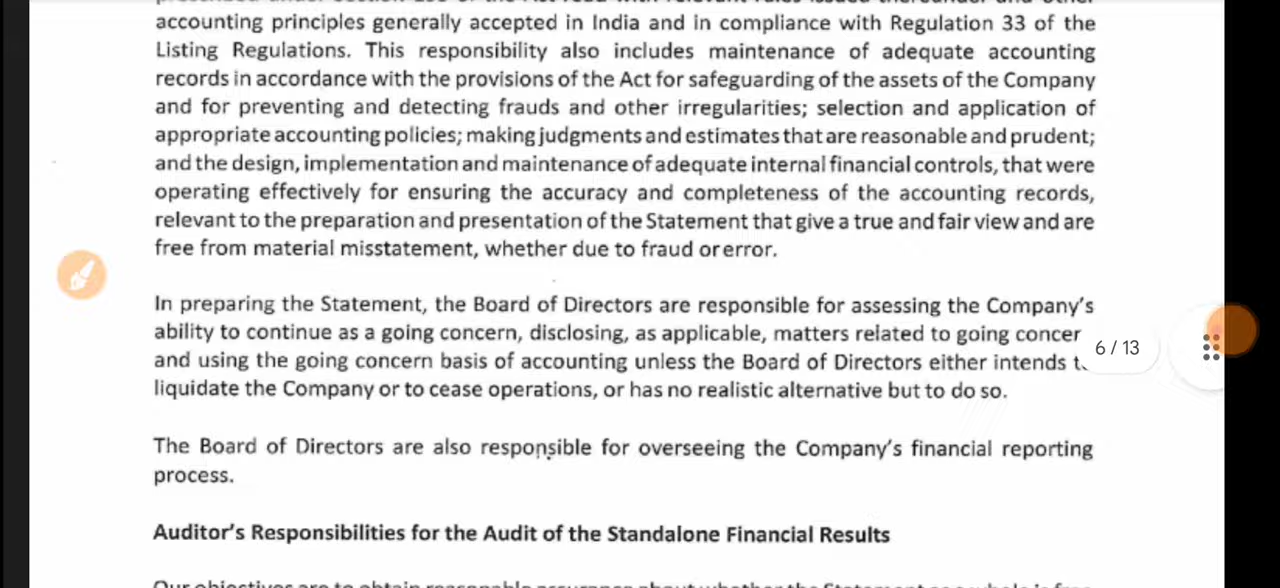 accounting principles generally accepted in India and in compliance with Regulation 33 of the
Listing Regulations. This responsibility also includes maintenance of adequate accounting
records in accordance with the provisions of the Act for safeguarding of the assets of the Company
and for preventing and detecting frauds and other irregularities; selection and application of
appropriate accounting policies; making judgments and estimates that are reasonable and prudent;
and the design, implementation and maintenance of adequate internal financial controls, that were
operating effectively for ensuring the accuracy and completeness of the accounting records,
relevant to the preparation and presentation of the Statement that give a true and fair view and are
free from material misstatement, whether due to fraud or error.
In preparing the Statement, the Board of Directors are responsible for assessing the Company's
ability to continue as a going concern, disclosing, as applicable, matters related to going concer
and using the going concern basis of accounting unless the Board of Directors either intends t
liquidate the Company or to cease operations, or has no realistic alternative but to do so.
6 / 13
The Board of Directors are also responsible for overseeing the Company's financial reporting
process.
Auditor's Responsibilities for the Audit of the Standalone Financial Results